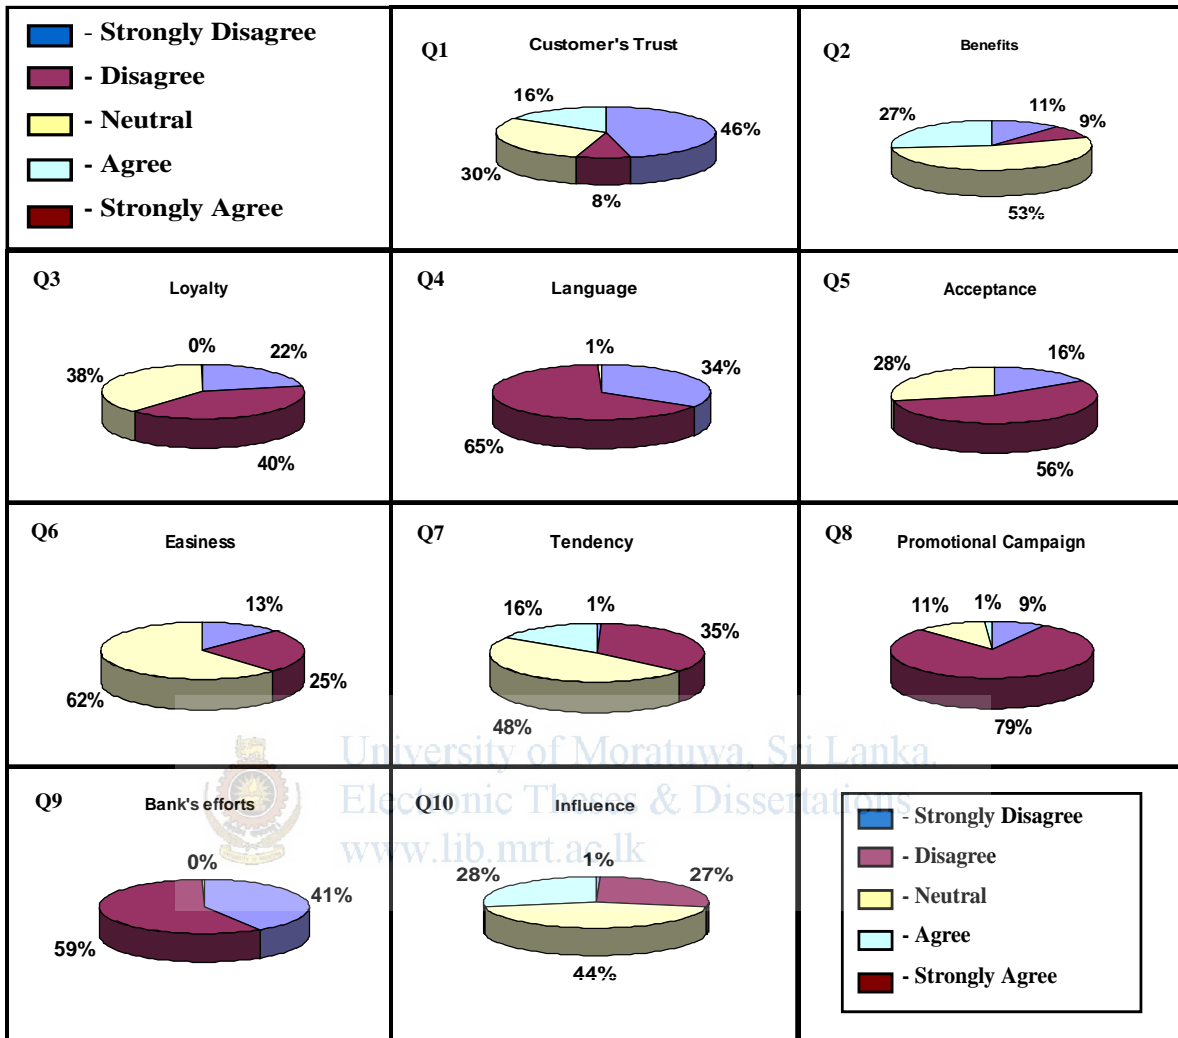 - Strongly Disagree
- Disagree
- Neutral
- Agree
- Strongly Agree
Q1 Customer's Trust
16%
46%
30%
8%
Q2 Benefits
27%
11%
9%
53%
Q3 Loyalty
0%
22%
38%
40%
Q4 Language
1%
34%
65%
Q5 Acceptance
16%
28%
56%
Q6 Easiness
13%
25%
62%
Q7 Tendency
16%
1%
35%
48%
Q8 Promotional Campaign
11%
1%
9%
79%
University of Moratuwa, Sri Lanka.
Electronic Theses & Dissertations
www.lib.mrt.ac.lk
Q9 Bank's efforts
0%
41%
59%
Q10 Influence
1%
28%
27%
44%
- Strongly Disagree
- Disagree
- Neutral
- Agree
- Strongly Agree